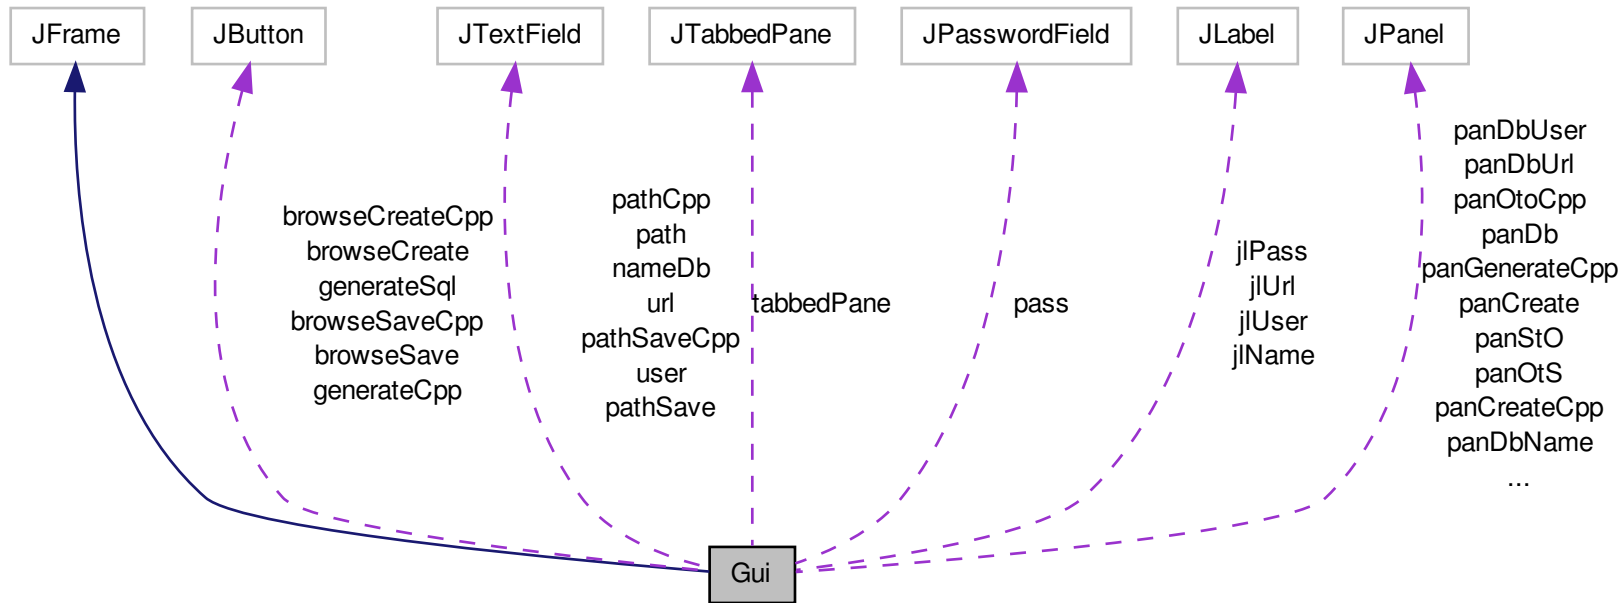 JFrame
JButton
JTextField
JTabbedPane
JPasswordField
JLabel
JPanel
browseCreateCpp
browseCreate
generateSql
browseSaveCpp
browseSave
generateCpp
pathCpp
path
nameDb
url
pathSaveCpp
user
pathSave
tabbedPane
pass
jlPass
jlUrl
jlUser
jlName
panDbUser
panDbUrl
panOtoCpp
panDb
panGenerateCpp
panCreate
panStO
panOtS
panCreateCpp
panDbName
...
Gui